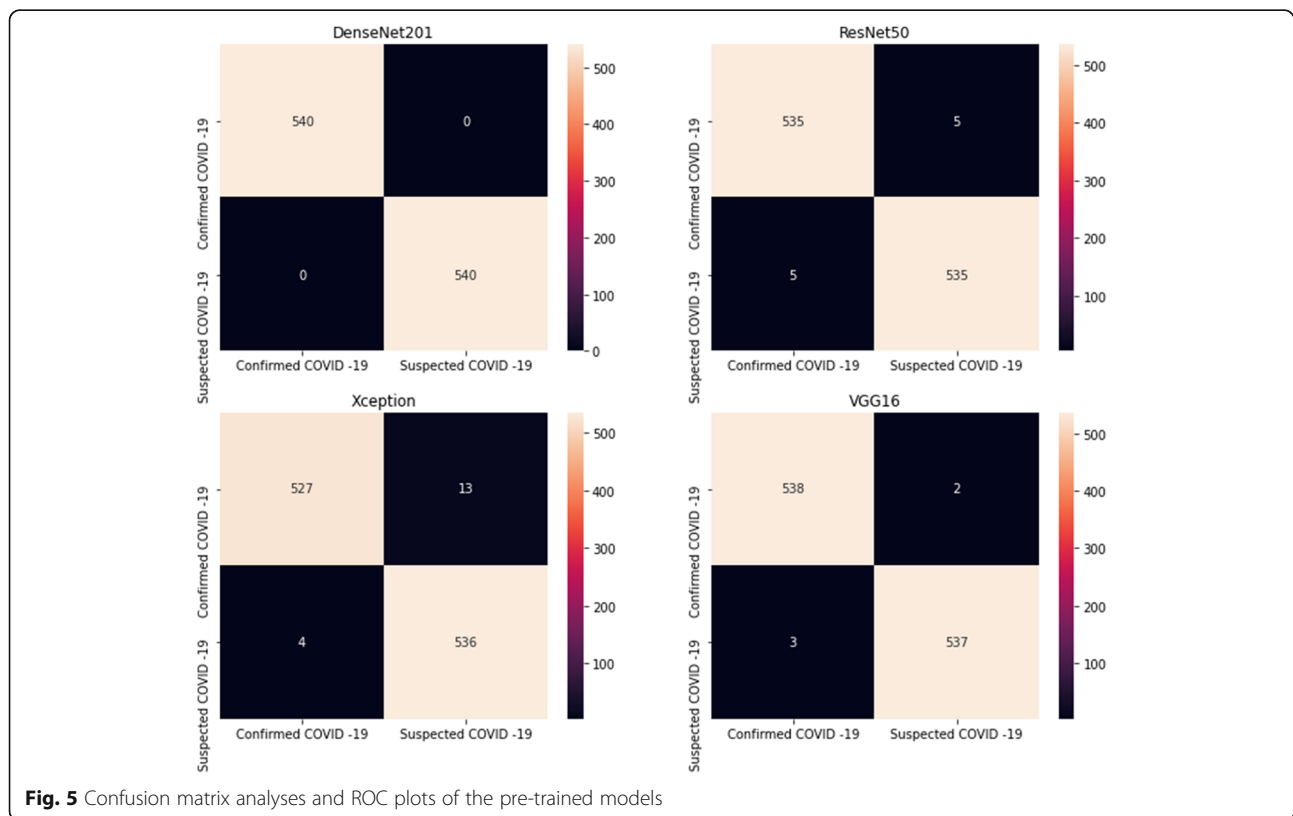 DenseNet201
Confirmed COVID -19
Suspected COVID -19
540
0
0
540
Confirmed COVID -19
Suspected COVID -19
500
400
300
200
100
0
ResNet50
Confirmed COVID -19
Suspected COVID -19
535
5
5
535
Confirmed COVID -19
Suspected COVID -19
500
400
300
200
100
Xception
Confirmed COVID -19
Suspected COVID -19
527
13
4
536
Confirmed COVID -19
Suspected COVID -19
500
400
300
200
100
VGG16
Confirmed COVID -19
Suspected COVID -19
538
2
3
537
Confirmed COVID -19
Suspected COVID -19
500
400
300
200
100
Fig. 5 Confusion matrix analyses and ROC plots of the pre-trained models